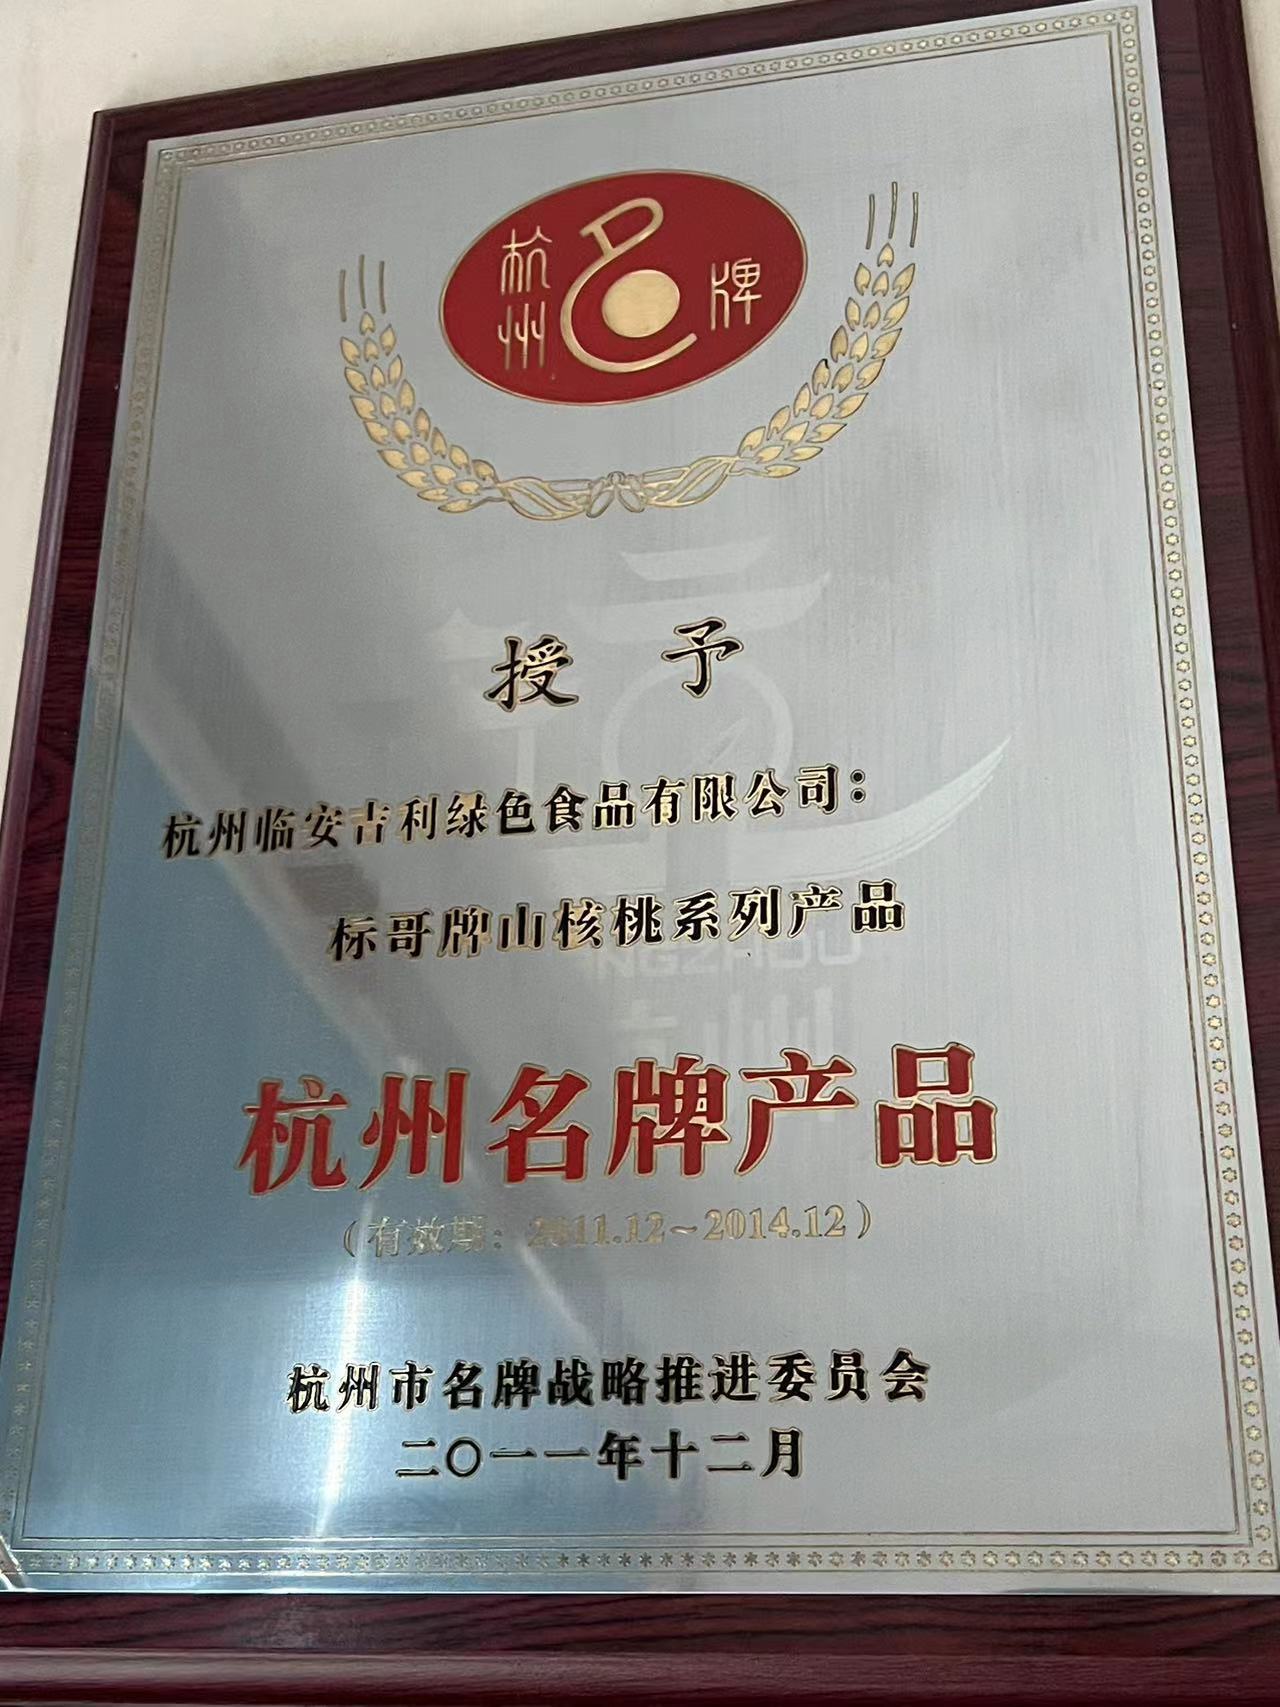 杭州名牌
授予
杭州临安吉利绿色食品有限公司：
标哥牌山核桃系列产品
NGZHOU
杭州名牌产品
（有效期：2011.12~2014.12）
杭州市名牌战略推进委员会
二〇一一年十二月